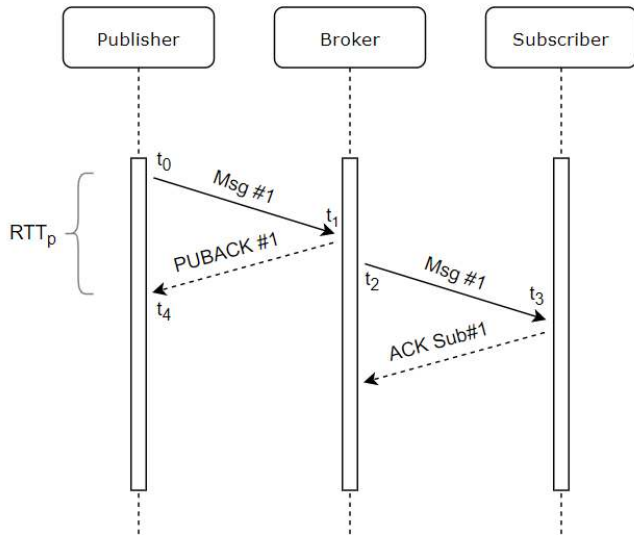 Publisher
Broker
Subscriber
t0
Msg #1
t1
RTTp
PUBACK #1
t2
Msg #1
t3
t4
ACK Sub#1